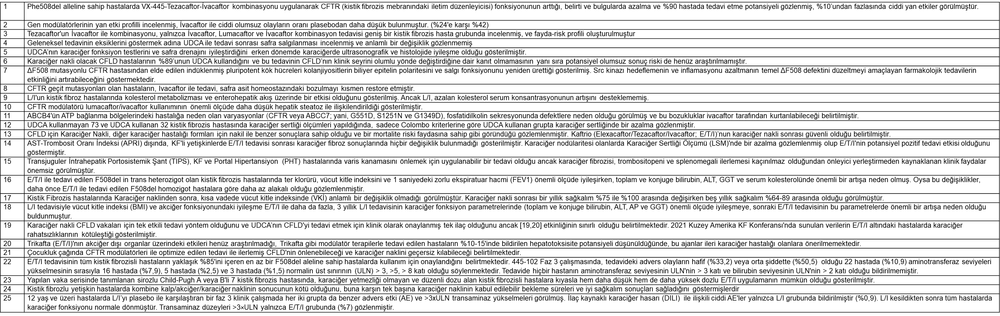 1 Phe508del alleline sahip hastalarda VX-445-Tezacaftor-İvacaftor kombinasyonu uygulanarak CFTR (kistik fibrozis mebranındaki iletim düzenleyicisi) fonksiyonunun arttığı, belirti ve bulgularda azalma ve %90 hastada tedavi etme potansiyeli gözlenmiş, %10’undan fazlasında ciddi yan etkiler görülmüştür.
2 Gen modülatörlerinin yan etki profilli incelenmiş, İvacaftor ile ciddi olumsuz olayların oranı plasebodan daha düşük bulunmuştur. (%24'e karşı %42)
3 Tezacaftor'un İvacaftor ile kombinasyonu, yalnızca İvacaftor, Lumacaftor ve İvacaftor kombinasyon tedavisi geniş bir kistik fibrozis hasta grubunda incelenmiş, ve fayda-risk profili oluşturulmuştur
4 Geleneksel tedavinin eksiklerini göstermek adına UDCA ile tedavi sonrası safra salgılanması incelenmiş ve anlamlı bir değişiklik gözlenmemiş
5 UDCA’nın karaciğer fonksiyon testlerini ve safra drenajını iyileştirdiğini erken dönemde karaciğerde ultrasonografik ve histolojide iyileşme olduğu gösterilmiştir.
6 Karaciğer nakli olacak CFLD hastalarının %89’unun UDCA kullandığını ve bu tedavinin CFLD’nın klinik seyrini olumlu yönde değiştirdiğine dair kanıt olmamasının yanı sıra potansiyel olumsuz sonuç riski de henüz araştırılmamıştır.
7 ΔF508 mutasyonlu CFTR hastasından elde edilen indüklenmiş pluripotent kök hücreleri kolanjiyositlerin biliyer epitelin polaritesini ve salgı fonksiyonunu yeniden ürettiği gösterilmiş. Src kinazı hedeflemenin ve inflamasyonu azaltmanın temel ΔF508 defektini düzeltmeyi amaçlayan farmakolojik tedavilerin
etkinliğini artırabileceğini göstermektedir.
8 CFTR geçit mutasyonları olan hastaların, Ivacaftor ile tedavi, safra asit homeostazındaki bozulmayı kısmen restore etmiştir.
9 L/I'un kistik fibroz hastalarında kolesterol metabolizması ve enterohepatik akış üzerinde bir etkisi olduğunu gösterilmiş. Ancak L/I, azalan kolesterol serum konsantrasyonunun artışını desteklememiş.
10 CFTR modülatörü lumacaftor/ivacaftor kullanımının önemli ölçüde daha düşük hepatik steatoz ile ilişkilendirildiği gösterilmiştir.
11 ABCB4'ün ATP bağlanma bölgelerindeki hastalığa neden olan varyasyonlar (CFTR veya ABCC7; yani, G551D, S1251N ve G1349D), fosfatidilkolin sekresyonunda defektlere neden olduğu görülmüş ve bu bozukluklar ivacaftor tarafından kurtarılabileceği belirtilmiştir.
12 UDCA kullanmayan 73 ve UDCA kullanan 32 kistik fibrozis hastasında karaciğer sertliği ölçümleri yapıldığında, sadece Colombo kriterlerine göre UDCA kullanan grupta karaciğer sertliğinde bir azalma gözlenmiştir.
13 CFLD için Karaciğer Nakli, diğer karaciğer hastalığı formları için nakil ile benzer sonuçlara sahip olduğu ve bir mortalite riski faydasına sahip gibi göründüğü gözlemlenmiştir. Kaftrio (Elexacaftor/Tezacaftor/Ivacaftor; E/T/I)’nun karaciğer nakli sonrası güvenli olduğu belirtilmiştir.
14 AST-Trombosit Oranı İndeksi (APRI) dışında, KF'li yetişkinlerde E/T/I tedavisi sonrası karaciğer fibroz sonuçlarında hiçbir değişiklik bulunmadığı gösterilmiştir. Karaciğer nodülaritesi olanlarda Karaciğer Sertliği Ölçümü (LSM)'nde bir azalma gözlemlenmiş olup E/T/I'nin potansiyel pozitif tedavi etkisi olduğunu
göstermiştir.
15 Transjuguler İntrahepatik Portosistemik Şant (TIPS), KF ve Portal Hipertansiyon (PHT) hastalarında varis kanamasını önlemek için uygulanabilir bir tedavi olduğu ancak karaciğer fibrozisi, trombositopeni ve splenomegali ilerlemesi kaçınılmaz olduğundan önleyici yerleştirmeden kaynaklanan klinik faydalar
önemsiz görülmüştür.
16 E/T/I ile tedavi edilen F508del in trans heterozigot olan kistik fibrozis hastalarında ter klorürü, vücut kitle indeksini ve 1 saniyedeki zorlu ekspiratuar hacmi (FEV1) önemli ölçüde iyileşirken, toplam ve konjuge bilirubin, ALT, GGT ve serum kolesterolünde önemli bir artışa neden olmuş. Oysa bu değişiklikler,
daha önce E/T/I ile tedavi edilen F508del homozigot hastalara göre daha az alakalı olduğu gözlemlenmiştir.
17 Kistik Fibrozis hastalarında Karaciğer naklinden sonra, kısa vadede vücut kitle indeksinde (VKİ) anlamlı bir değişiklik olmadığı görülmüştür. Karaciğer nakli sonrası bir yıllık sağkalım %75 ile %100 arasında değişirken beş yıllık sağkalım %64-89 arasında olduğu görülmüştür.
18 L/I tedavisiyle vücut kitle indeksi (BMI) ve akciğer fonksiyonundaki iyileşme E/T/I ile daha da fazla, 3 yıllık L/I tedavisinin karaciğer fonksiyon parametrelerinde (toplam ve konjuge bilirubin, ALT, AP ve GGT) önemli ölçüde iyileşmeye, sonraki E/T/I tedavisinin bu parametrelerde önemli bir artışa neden olduğu
buldunmuştur.
19 Karaciğer nakli CFLD vakaları için tek etkili tedavi yöntem olduğunu ve UDCA’nın CFLD'yi tedavi etmek için klinik olarak onaylanmış tek ilaç olduğunu ancak [19,20] etkinliğinin sınırlı olduğu belirtilmektedir. 2021 Kuzey Amerika KF Konferansı'nda sunulan verilerin E/T/I altındaki hastalarda karaciğer
rahatsızlıklarının kötüleştiği gösterilmiştir.
20 Trikafta (E/T/I)'nın akciğer dışı organlar üzerindeki etkileri henüz araştırılmadığı, Trikafta gibi modülatör terapilerle tedavi edilen hastaların %10-15'inde bildirilen hepatotoksisite potansiyeli düşünüldüğünde, bu ajanlar ileri karaciğer hastalığı olanlara önerilmemektedir.
21 Çocukluk çağında CFTR modülatörleri ile optimize edilen tedavi ile ilerlemiş CFLD'nin önlenebileceği ve karaciğer naklini geçersiz kılabileceği belirtilmektedir.
22 E/T/I tedavisinin tüm kistik fibrozisli hastaların yaklaşık %85'ini içeren en az bir F508del aleline sahip hastalarda kullanım için onaylandığını belirtmektedir. 445-102 Faz 3 çalışmasında, tedavideki advers olayların hafif (%33,2) veya orta şiddette (%50,5) olduğu 22 hastada (%10,9) aminotransferaz seviyeleri
yükselmesinin sırasıyla 16 hastada (%7,9), 5 hastada (%2,5) ve 3 hastada (%1,5) normalin üst sınırının (ULN) > 3, >5, > 8 katı olduğu söylenmektedir. Tedavide hiçbir hastanın aminotransferaz seviyesinin ULN'nin > 3 katı ve bilirubin seviyesinin ULN'nin > 2 katı olduğu bildirilmemiştir.
23 Yapılan vaka serisinde tanımlanan sirozlu Child-Pugh A veya B'li 7 kistik fibrozis hastasında, karaciğer yetmezliği olmayan ve düzenli dozu alan kistik fibrozisli hastalara kıyasla hem daha düşük hem de daha yüksek dozlu E/T/I uygulamanın mümkün olduğu gösterilmiştir.
24 Kistik fibrozlu yetişkin hastalarda kombine kalp/akciğer/karaciğer naklinin sonucunun kötü olduğunu, buna karşın tek başına karaciğer naklinin kabul edilebilir bekleme süreleri ve iyi sağkalım sonuçları sağladığını göstermişlerdir
25 12 yaş ve üzeri hastalarda L/I’yı plasebo ile karşılaştıran bir faz 3 klinik çalışmada her iki grupta da benzer advers etki (AE) ve >3xULN transaminaz yükselmeleri görülmüş. İlaç kaynaklı karaciğer hasarı (DILI) ile ilişkili ciddi AE'ler yalnızca L/I grubunda bildirilmiştir (%0,9). L/I kesildikten sonra tüm hastalarda
karaciğer fonksiyonu normale dönmüştür. Transaminaz düzeyleri >3×ULN yalnızca E/T/I grubunda (%7) gözlenmiştir.